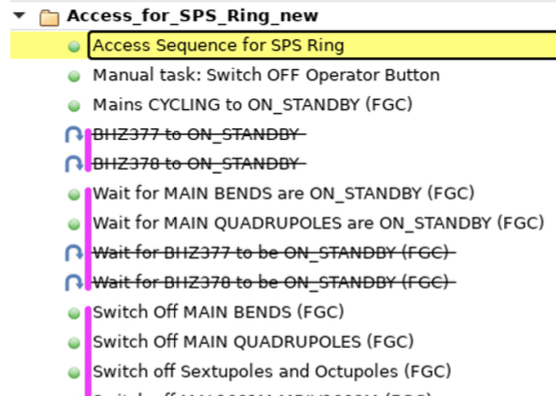 Access_for_SPS_Ring_new
Access Sequence for SPS Ring
Manual task: Switch OFF Operator Button
Mains CYCLING to ON_STANDBY (FGC)
BHZ377 to ON_STANDBY
BHZ378 to ON_STANDBY
Wait for MAIN BENDS are ON_STANDBY (FGC)
Wait for MAIN QUADRUPOLES are ON_STANDBY (FGC)
Wait for BHZ377 to be ON_STANDBY (FGC)
Wait for BHZ378 to be ON_STANDBY (FGC)
Switch Off MAIN BENDS (FGC)
Switch Off MAIN QUADRUPOLES (FGC)
Switch off Sextupoles and Octupoles (FGC)